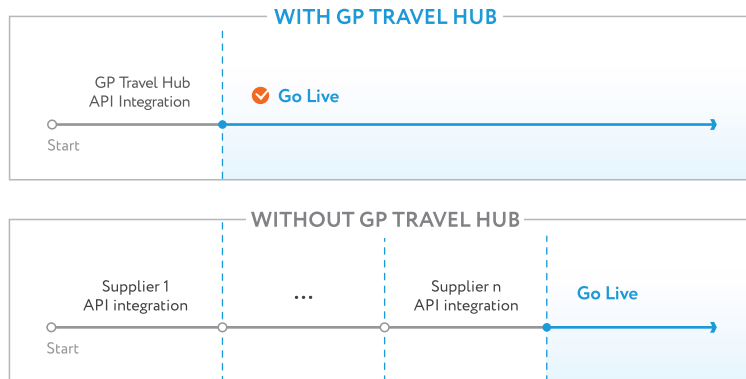 WITH GP TRAVEL HUB
GP Travel Hub
API Integration
Go Live
Start
WITHOUT GP TRAVEL HUB
Supplier 1
API integration
...
Supplier n
API integration
Go Live
Start